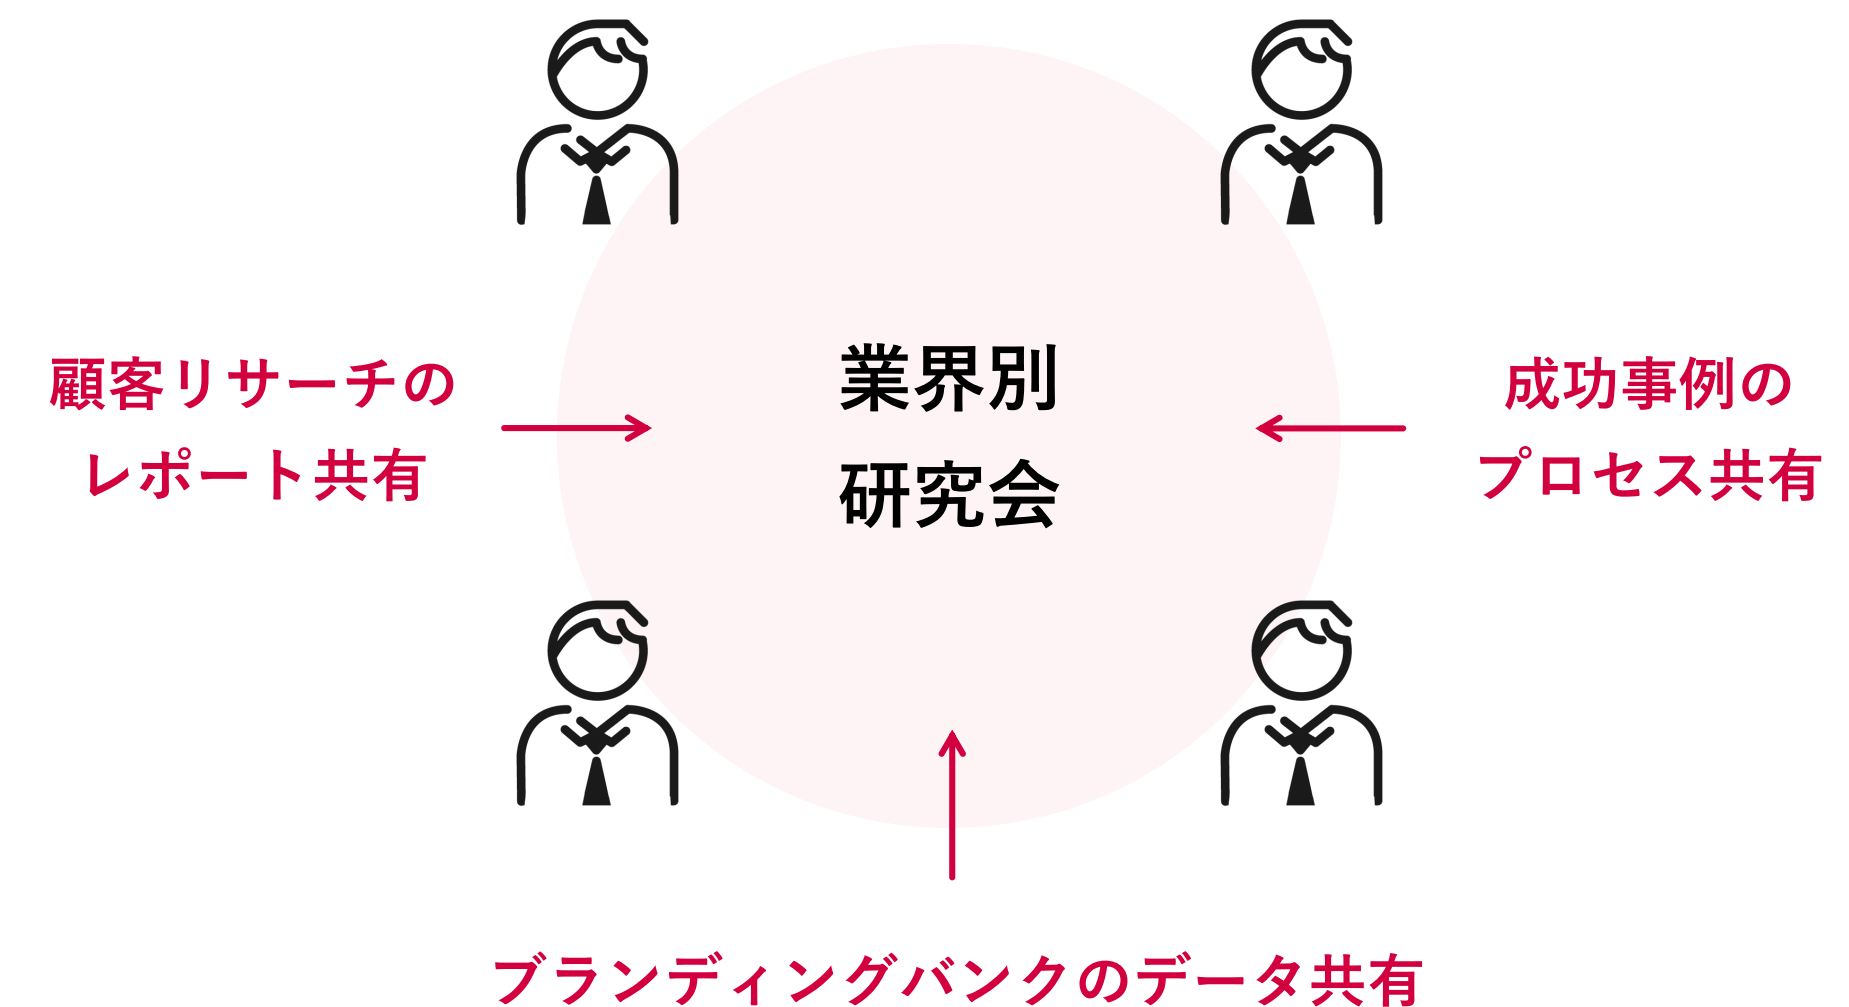 業界別
研究会
顧客リサーチの
レポート共有
成功事例の
プロセス共有
ブランディングバンクのデータ共有